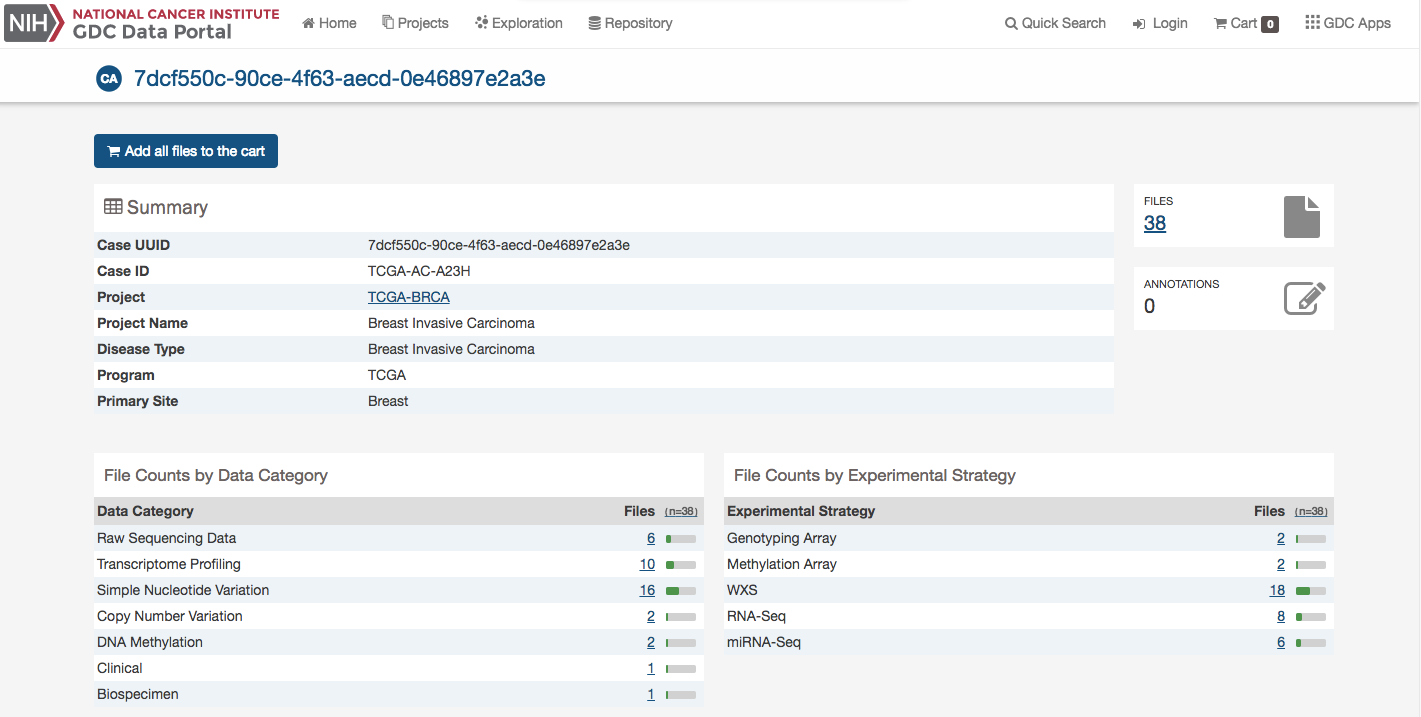 NIH NATIONAL CANCER INSTITUTE
GDC Data Portal
Home Projects Exploration Repository Quick Search Login Cart 0 GDC Apps
CA 7dcf550c-90ce-4f63-aecd-0e46897e2a3e
Add all files to the cart
Summary
Case UUID 7dcf550c-90ce-4f63-aecd-0e46897e2a3e
Case ID TCGA-AC-A23H
Project TCGA-BRCA
Project Name Breast Invasive Carcinoma
Disease Type Breast Invasive Carcinoma
Program TCGA
Primary Site Breast
FILES
38
ANNOTATIONS
0
File Counts by Data Category
Data Category Files (n=38)
Raw Sequencing Data 6
Transcriptome Profiling 10
Simple Nucleotide Variation 16
Copy Number Variation 2
DNA Methylation 2
Clinical 1
Biospecimen 1
File Counts by Experimental Strategy
Experimental Strategy Files (n=38)
Genotyping Array 2
Methylation Array 2
WXS 18
RNA-Seq 8
miRNA-Seq 6